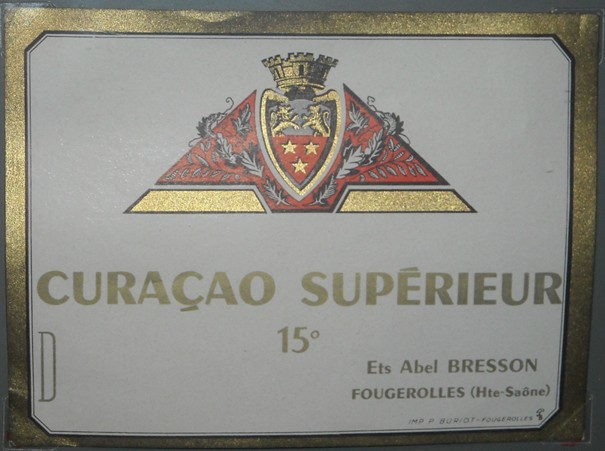 CURAÇAO SUPÉRIEUR
15°
D
Ets Abel BRESSON
FOUGEROLLES (Hte-Saône)
IMP. P. BURIOT - FOUGEROLLES